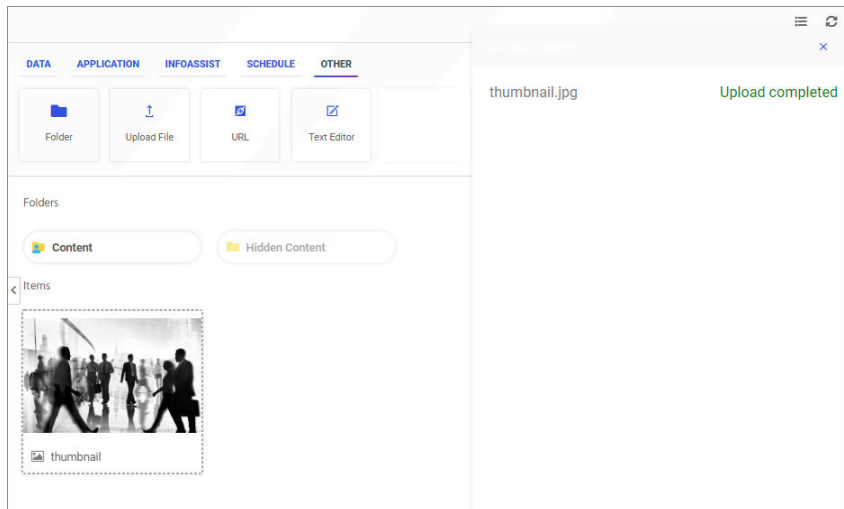 DATA APPLICATION INFOASSIST SCHEDULE OTHER
Folder Upload File URL Text Editor
Folders
Content Hidden Content
Items
thumbnail
thumbnail.jpg Upload completed